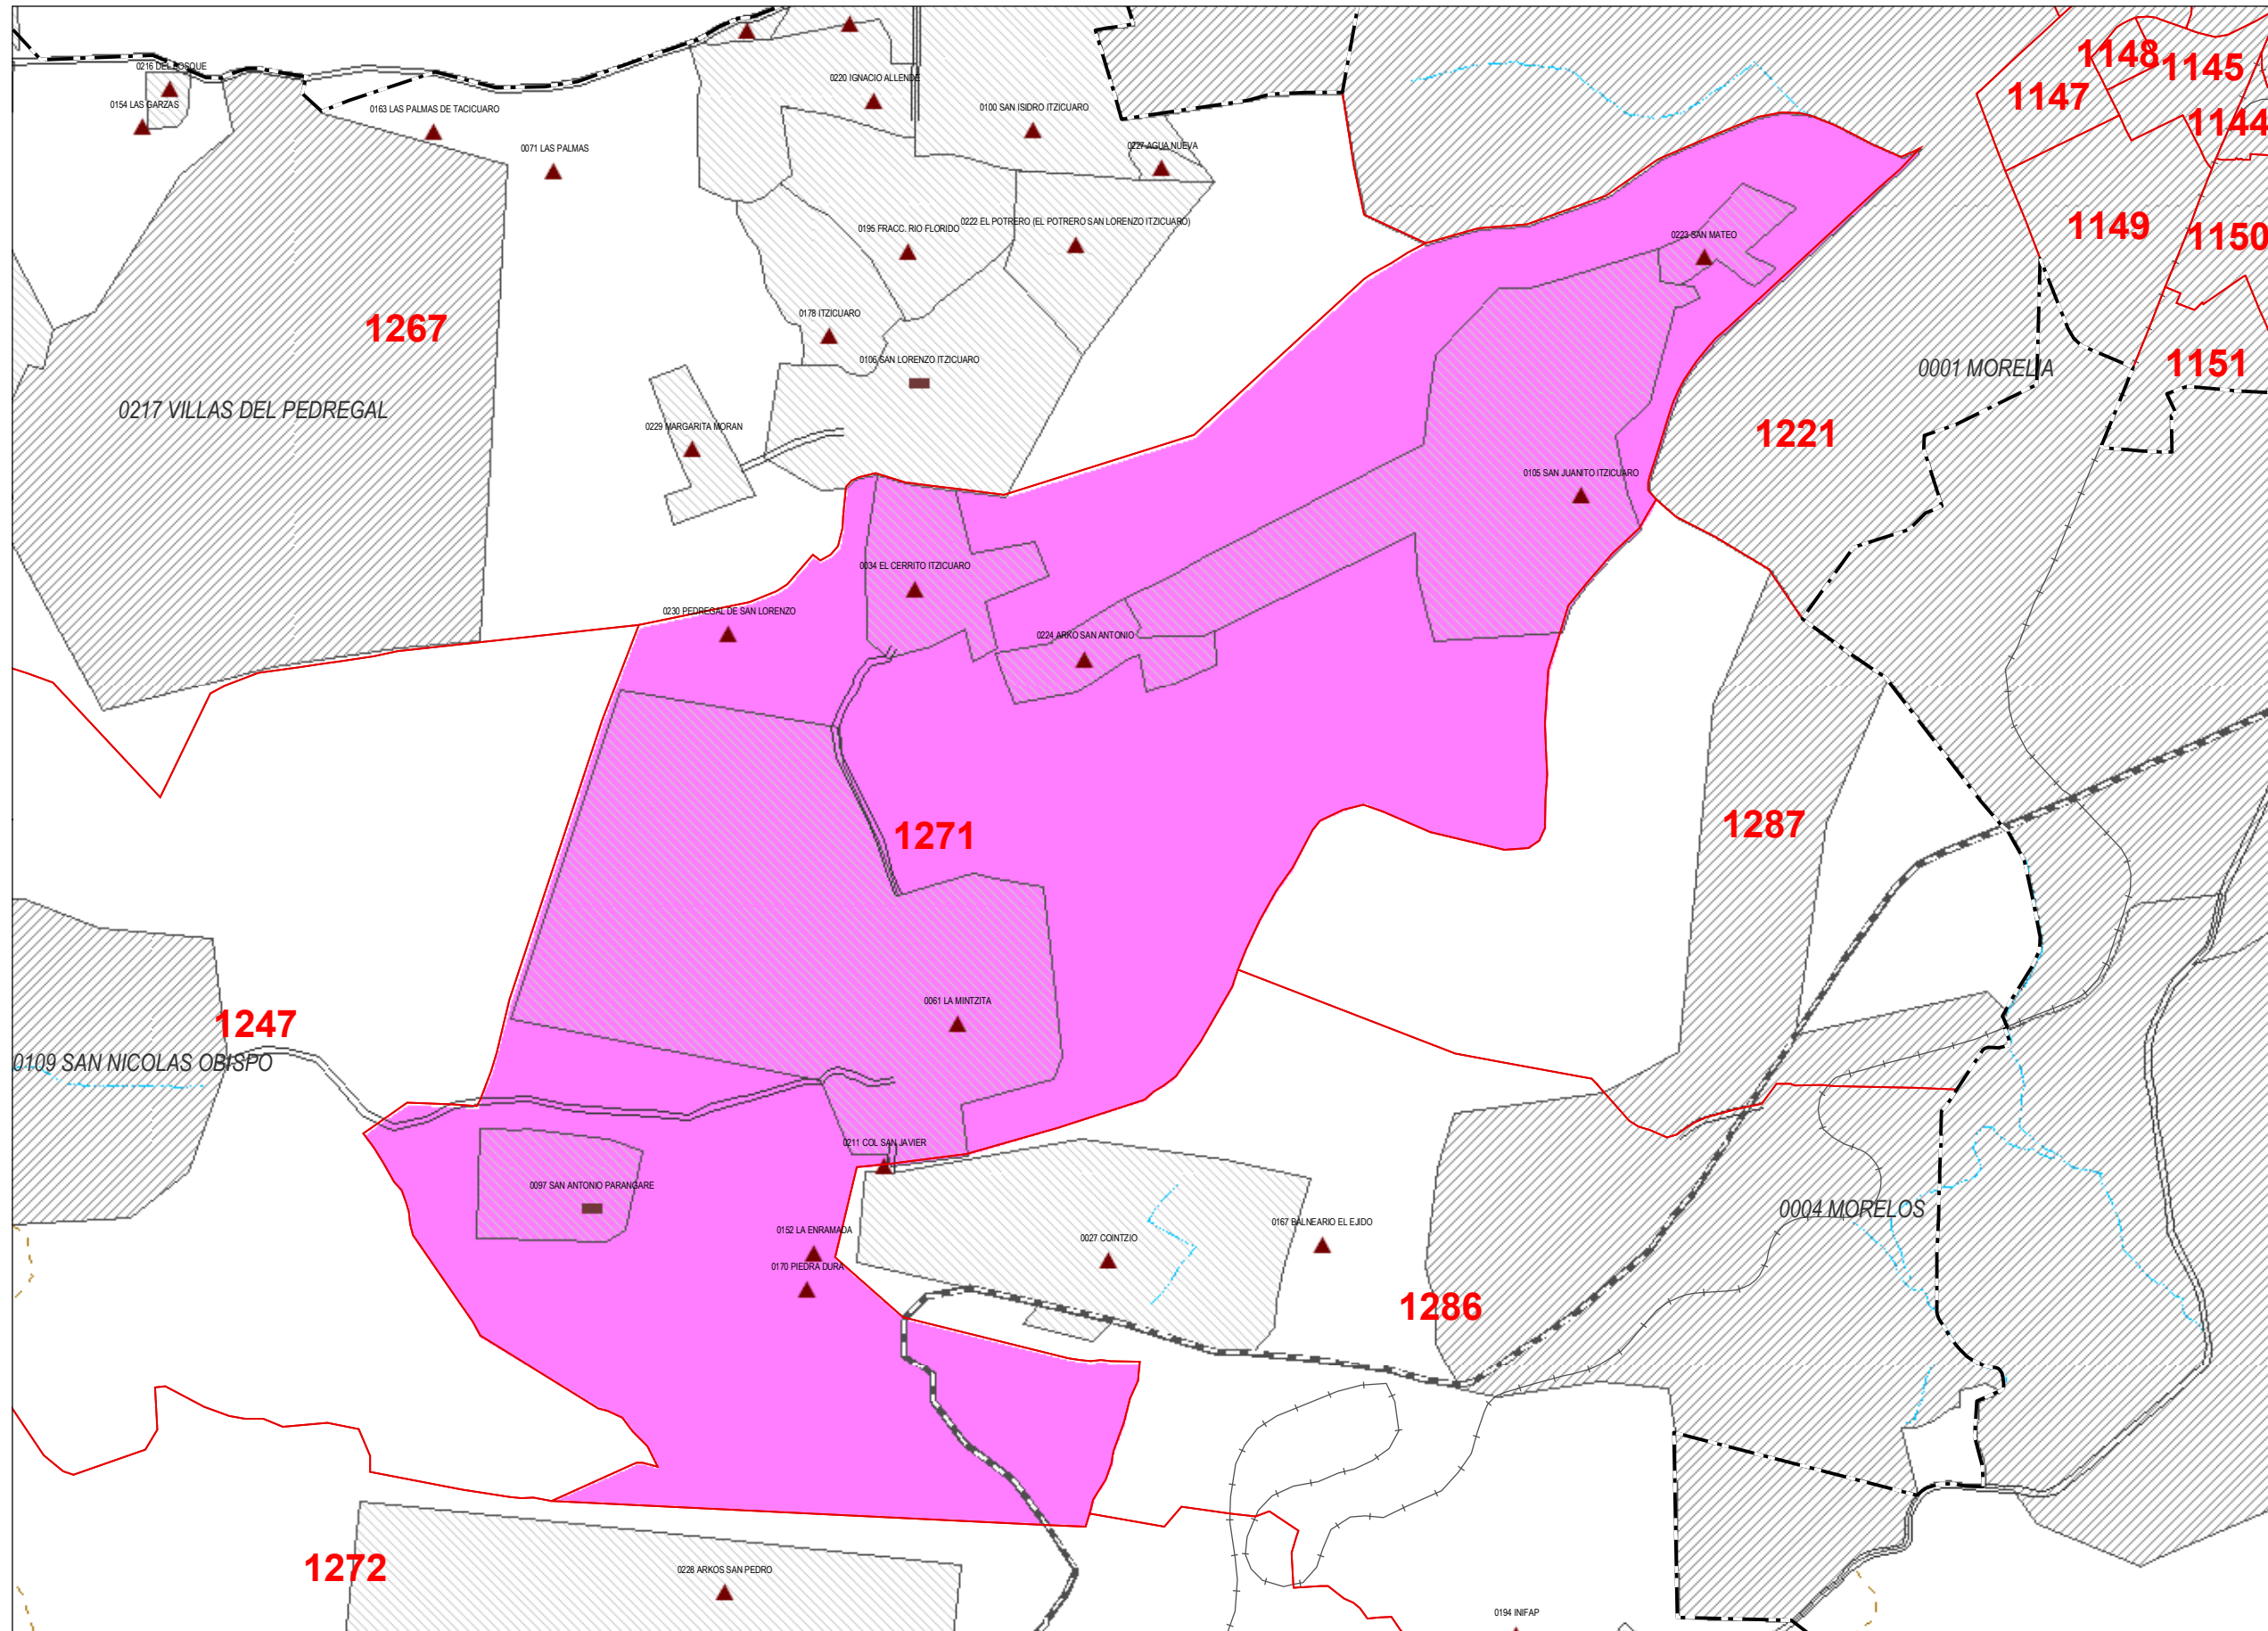 1148
1145
0216 DEL BOSQUE
0220 IGNACIO ALLENDE
1147
0154 LAS GARZAS
0163 LAS PALMAS DE TACICUARO
0100 SAN ISIDRO ITZICUARO
1144
0071 LAS PALMAS
0227 AGUA NUEVA
0222 EL POTRERO (EL POTRERO SAN LORENZO ITZICUARO)
0195 FRACC. RIO FLORIDO
0223 SAN MATEO
1149
1150
0178 ITZICUARO
1267
0106 SAN LORENZO ITZICUARO
0001 MORELIA
1151
0217 VILLAS DEL PEDREGAL
0229 MARGARITA MORAN
1221
0105 SAN JUANITO ITZICUARO
0034 EL CERRITO ITZICUARO
0230 PEDREGAL DE SAN LORENZO
0224 ARKO SAN ANTONIO
1271
1287
0061 LA MINTZITA
1247
0109 SAN NICOLAS OBISPO
0211 COL SAN JAVIER
0097 SAN ANTONIO PARANGARE
0004 MORELOS
0152 LA ENRAMADA
0027 COINTZIO
0167 BALNEARIO EL EJIDO
0170 PIEDRA DURA
1286
1272
0228 ARKOS SAN PEDRO
0194 INIFAP